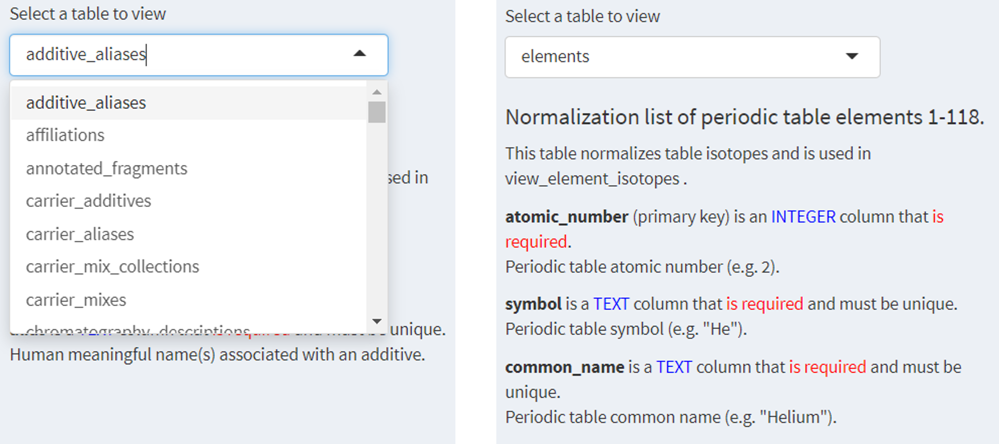 Select a table to view
additive_aliases
additive_aliases
affiliations
annotated_fragments
carrier_additives
carrier_aliases
carrier_mix_collections
carrier_mixes
chromatography_descriptions
sed in
unique.
Human meaningful name(s) associated with an additive.
Select a table to view
elements
Normalization list of periodic table elements 1-118.
This table normalizes table isotopes and is used in
view_element_isotopes .
atomic_number (primary key) is an INTEGER column that is
required.
Periodic table atomic number (e.g. 2).
symbol is a TEXT column that is required and must be unique.
Periodic table symbol (e.g. "He").
common_name is a TEXT column that is required and must be
unique.
Periodic table common name (e.g. "Helium").